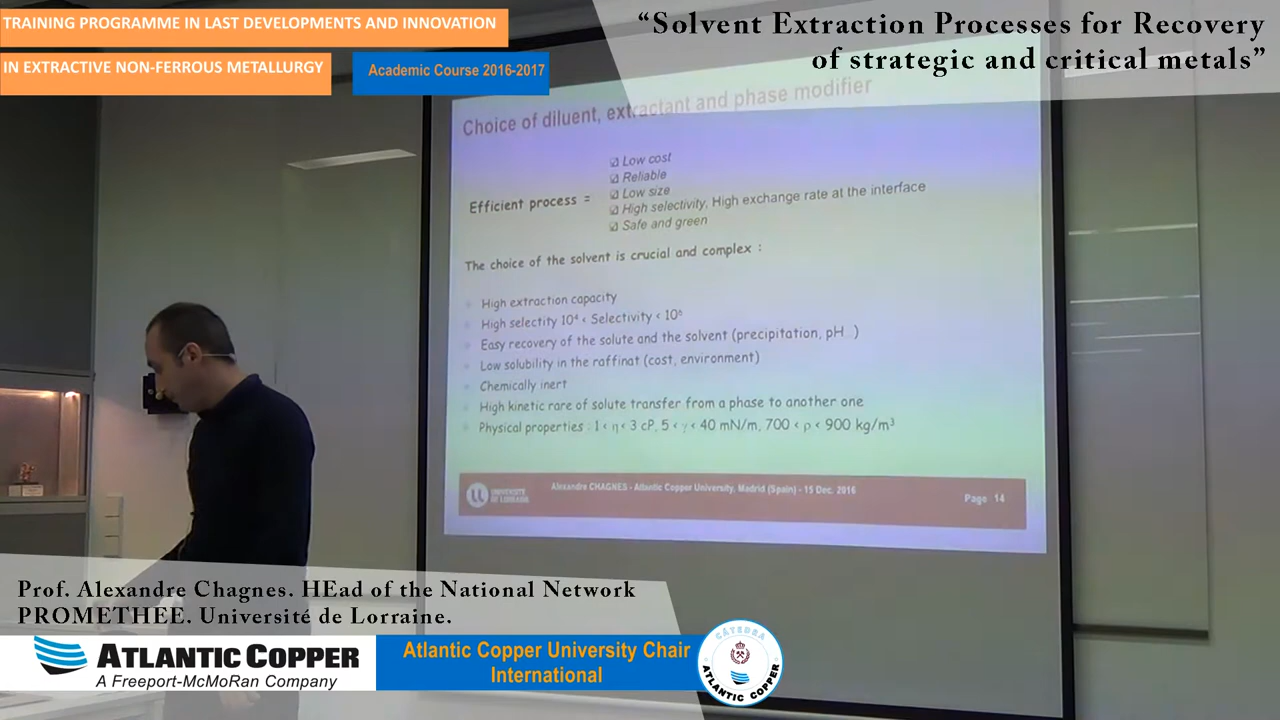 TRAINING PROGRAMME IN LAST DEVELOPMENTS AND INNOVATION
IN EXTRACTIVE NON-FERROUS METALLURGY
Academic Course 2016-2017
“Solvent Extraction Processes for Recovery
of strategic and critical metals”
Choice of diluent, extractant and phase modifier
Efficient process =
☑ Low cost
☑ Reliable
☑ Low size
☑ High selectivity, High exchange rate at the interface
☑ Safe and green
The choice of the solvent is crucial and complex :
High extraction capacity
High selectity 10⁴ < Selectivity < 10⁶
Easy recovery of the solute and the solvent (precipitation, pH...)
Low solubility in the raffinat (cost, environment)
Chemically inert
High kinetic rare of solute transfer from a phase to another one
Physical properties : 1 < η < 3 cP, 5 < γ < 40 mN/m, 700 < ρ < 900 kg/m³
UNIVERSITÉ
DE LORRAINE
Alexandre CHAGNES - Atlantic Copper University, Madrid (Spain) - 15 Dec. 2016
Page 14
Prof. Alexandre Chagnes. HEad of the National Network
PROMETHEE. Université de Lorraine.
ATLANTIC COPPER
A Freeport-McMoRan Company
Atlantic Copper University Chair
International
CÁTEDRA
ATLANTIC COPPER